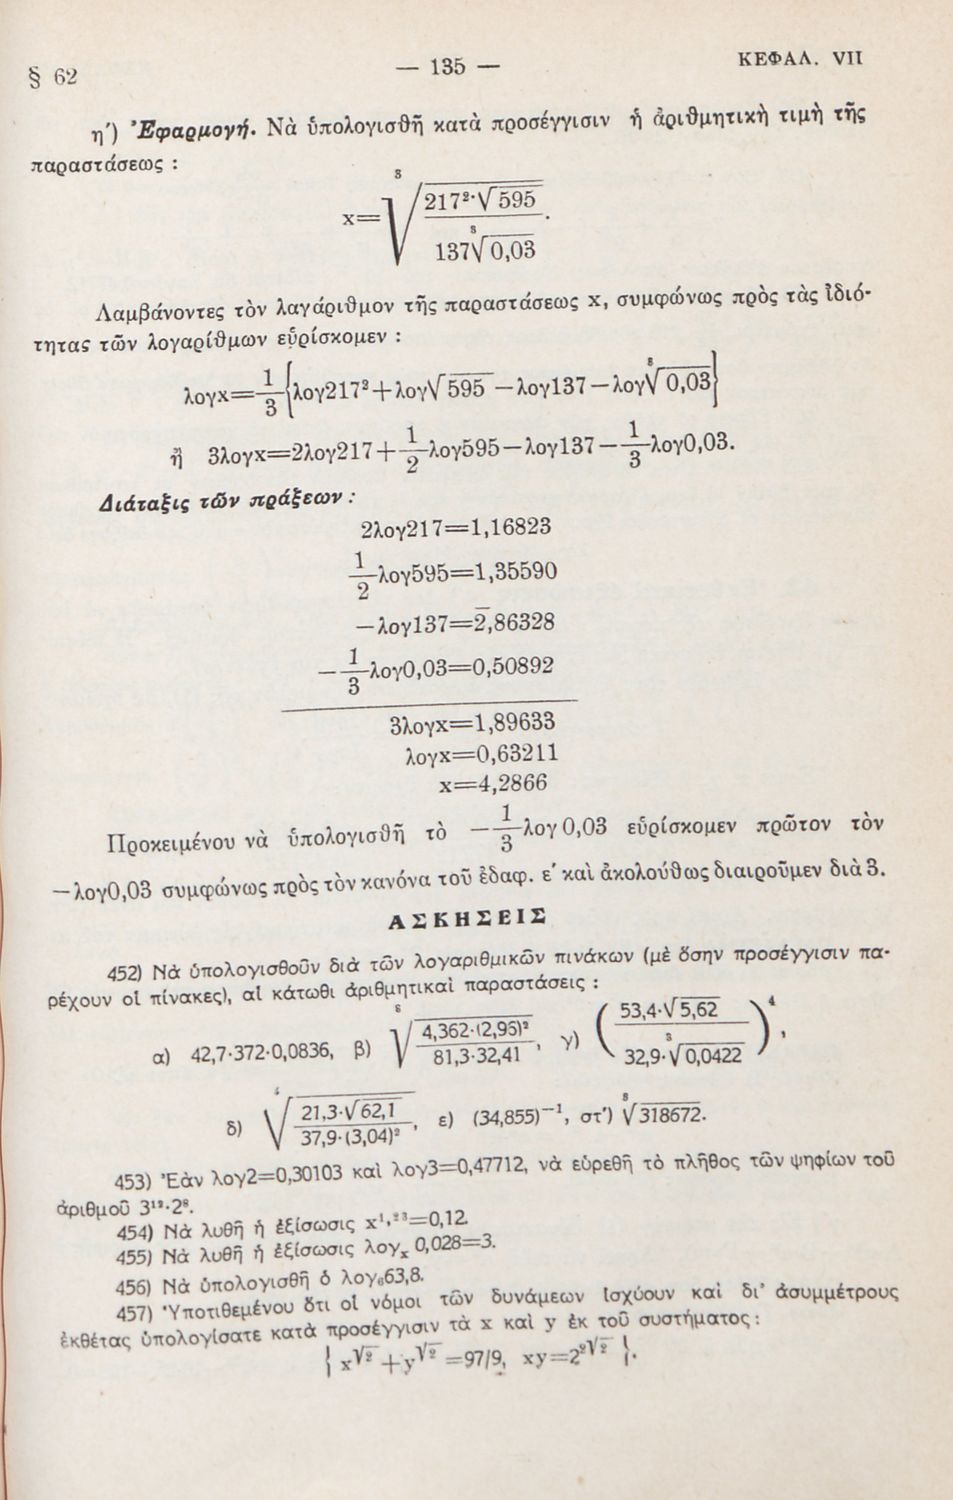 § 62 — 135 — ΚΕΦΑΛ. VII
η΄) Ἐφαρμογή. Νὰ ὑπολογισθῇ κατὰ προσέγγισιν ἡ ἀριθμητικὴ τιμὴ τῆς
παραστάσεως :
x=∛(217²·√595 / 137∛0,03).
Λαμβάνοντες τὸν λαγάριθμον τῆς παραστάσεως x, συμφώνως πρὸς τὰς ἰδιό-
τητας τῶν λογαρίθμων εὑρίσκομεν :
λογx=1/3{λογ217²+λογ√595 —λογ137—λογ∛0,03}
ἢ 3λογx=2λογ217+1/2λογ595—λογ137—1/3λογ0,03.
Διάταξις τῶν πράξεων :
2λογ217=1,16823
1/2λογ595=1,35590
—λογ137=2̅,86328
—1/3λογ0,03=0,50892
3λογx=1,89633
λογx=0,63211
x=4,2866
Προκειμένου νὰ ὑπολογισθῇ τὸ —1/3λογ 0,03 εὑρίσκομεν πρῶτον τὸν
—λογ0,03 συμφώνως πρὸς τὸν κανόνα τοῦ ἐδαφ. ε΄ καὶ ἀκολούθως διαιροῦμεν διὰ 3.
ΑΣΚΗΣΕΙΣ
452) Νὰ ὑπολογισθοῦν διὰ τῶν λογαριθμικῶν πινάκων (μὲ ὅσην προσέγγισιν πα-
ρέχουν οἱ πίνακες), αἱ κάτωθι ἀριθμητικαὶ παραστάσεις :
α) 42,7·372·0,0836, β) ∛(4,362·(2,95)² / 81,3·32,41), γ) (53,4·√5,62 / 32,9·∛0,0422)⁴,
δ) ∜(21,3·√62,1 / 37,9·(3,04)²), ε) (34,855)⁻¹, στ΄) ∛318672.
453) Ἐὰν λογ2=0,30103 καὶ λογ3=0,47712, νὰ εὑρεθῇ τὸ πλῆθος τῶν ψηφίων τοῦ
ἀριθμοῦ 3¹²·2⁸.
454) Νὰ λυθῇ ἡ ἐξίσωσις x¹,²³=0,12.
455) Νὰ λυθῇ ἡ ἐξίσωσις λογₓ 0,028=3.
456) Νὰ ὑπολογισθῇ ὁ λογ₆63,8.
457) Ὑποτιθεμένου ὅτι οἱ νόμοι τῶν δυνάμεων ἰσχύουν καὶ δι' ἀσυμμέτρους
ἐκθέτας ὑπολογίσατε κατὰ προσέγγισιν τὰ x καὶ y ἐκ τοῦ συστήματος :
{x^√2+y^√2=97/9, xy=2^(2√2)}.